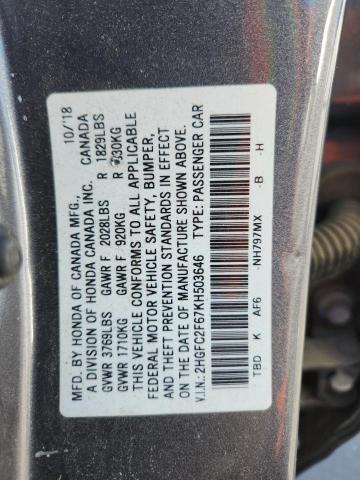 MFD. BY HONDA OF CANADA MFG., 10/'18
A DIVISION OF HONDA CANADA INC. CANADA
GVWR 3769LBS GAWR F 2028LBS R 1829LBS
GVWR 1710KG GAWR F 920KG R 830KG
THIS VEHICLE CONFORMS TO ALL APPLICABLE
FEDERAL MOTOR VEHICLE SAFETY, BUMPER,
AND THEFT PREVENTION STANDARDS IN EFFECT
ON THE DATE OF MANUFACTURE SHOWN ABOVE.
V.I.N.: 2HGFC2F67KH503646 TYPE: PASSENGER CAR
TBD K AF6 -NH797MX -B -H